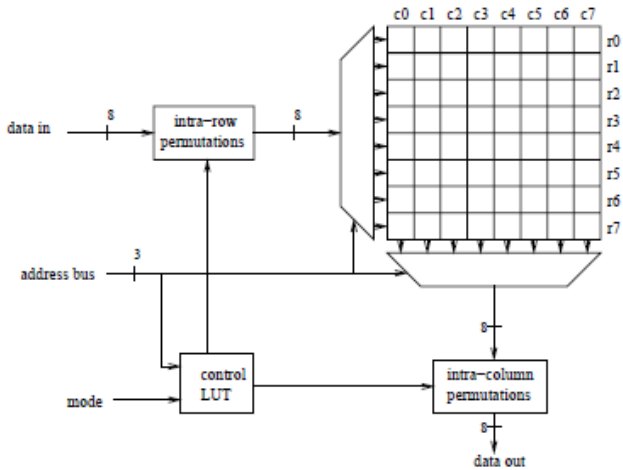 c0 c1 c2 c3 c4 c5 c6 c7
r0
r1
r2
r3
r4
r5
r6
r7
data in
8
intra-row
permutations
8
address bus
3
mode
control
LUT
8
intra-column
permutations
8
data out